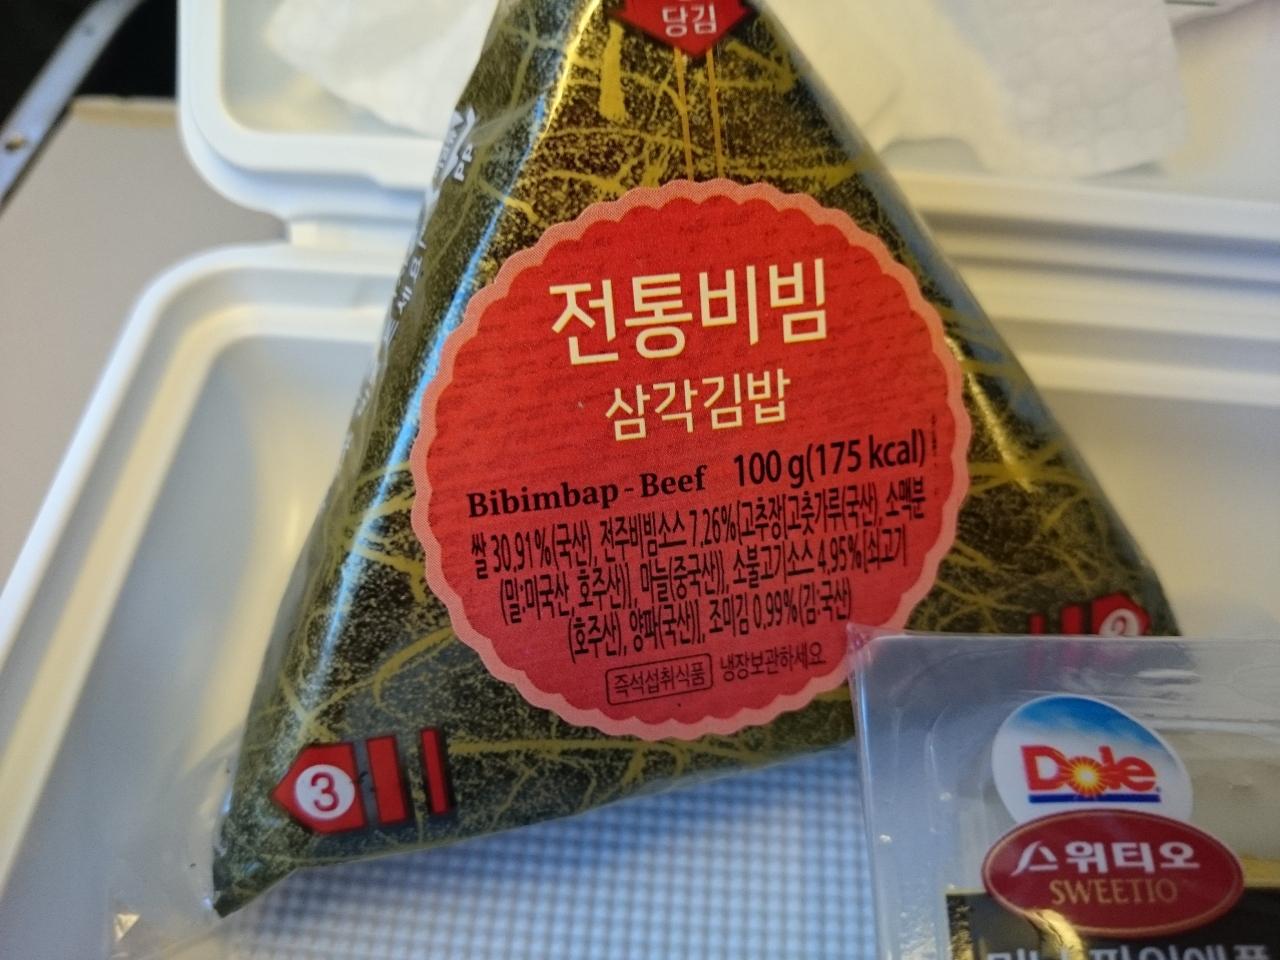 당김
전통비빔
삼각김밥
Bibimbap-Beef 100 g(175 kcal)
쌀 30.91%(국산), 전주비빔소스 7.26%[고추장{고춧가루(국산), 소맥분
(밀:미국산, 호주산)}, 마늘(중국산)], 소불고기소스 4.95%[쇠고기
(호주산), 양파(국산)], 조미김 0.99%(김:국산)
즉석섭취식품 냉장보관하세요
3
2
Dole
스위티오
SWEETIO